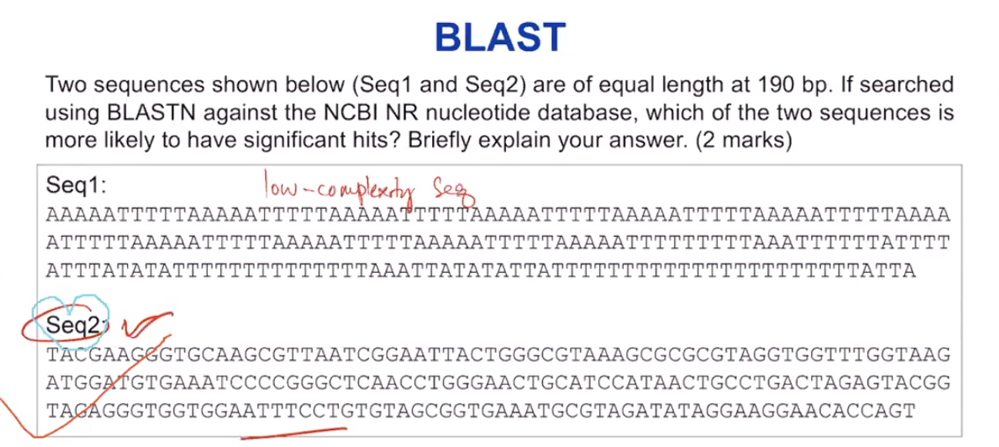 BLAST
Two sequences shown below (Seq1 and Seq2) are of equal length at 190 bp. If searched
using BLASTN against the NCBI NR nucleotide database, which of the two sequences is
more likely to have significant hits? Briefly explain your answer. (2 marks)
Seq1:
low-complexity Seq
AAAAATTTTTAAAAATTTTTAAAAATTTTTAAAAATTTTTAAAAATTTTTAAAAATTTTTAAAA
ATTTTTAAAAATTTTTAAAAATTTTTAAAAATTTTTAAAAATTTTTTTTTAAATTTTTTATTTT
ATTTATATATTTTTTTTTTTTTTAAATTATATATTATTTTTTTTTTTTTTTTTTTTTTATTA
Seq2:
TACGAAGGGTGCAAGCGTTAATCGGAATTACTGGGCGTAAAGCGCGCGTAGGTGGTTTGGTAAG
ATGGATGTGAAATCCCCGGGCTCAACCTGGGAACTGCATCCATAACTGCCTGACTAGAGTACGG
TAGAGGGTGGTGGAATTTCCTGTGTAGCGGTGAAATGCGTAGATATAGGAAGGAACACCAGT